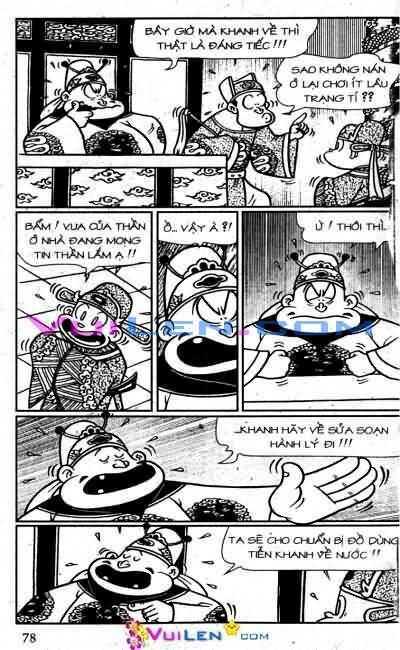 BÂY GIỜ MÀ KHANH VỀ THÌ
THẬT LÀ ĐÁNG TIẾC !!!
SAO KHÔNG NÁN
Ở LẠI CHƠI ÍT LÂU
TRẠNG TÍ ??
BẨM ! VUA CỦA THẦN
Ở NHÀ ĐANG MONG
TIN THẦN LẮM Ạ !!
Ồ... VẬY À ?!
Ừ ! THÔI THÌ..
VUILEN.COM
..KHANH HÃY VỀ SỬA SOẠN
HÀNH LÝ ĐI !!!
TA SẼ CHO CHUẨN BỊ ĐỒ DÙNG
TIỄN KHANH VỀ NƯỚC !!
78
VUILEN.COM